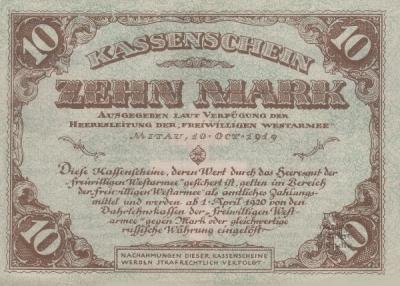 10 10
KASSENSCHEIN
ZEHN MARK
AUSGEGEBEN LAUT VERFÜGUNG DER
HEERESLEITUNG DER „FREIWILLIGEN WESTARMEE“
MITAU, 10. OCT. 1919
Diese Kassenscheine, deren Wert durch das Heeresgut der
„freiwilligen Westarmee“ gesichert ist, gelten im Bereich
der „freiwilligen Westarmee“ als amtliches Zahlungs-
mittel und werden ab 1. April 1920 von den
Darlehnskassen der „freiwilligen West
armee“ gegen Mark oder gleichwertige
russische Währung eingelöst
10 10
NACHAHMUNGEN DIESER KASSENSCHEINE
WERDEN STRAFRECHTLICH VERFOLGT.